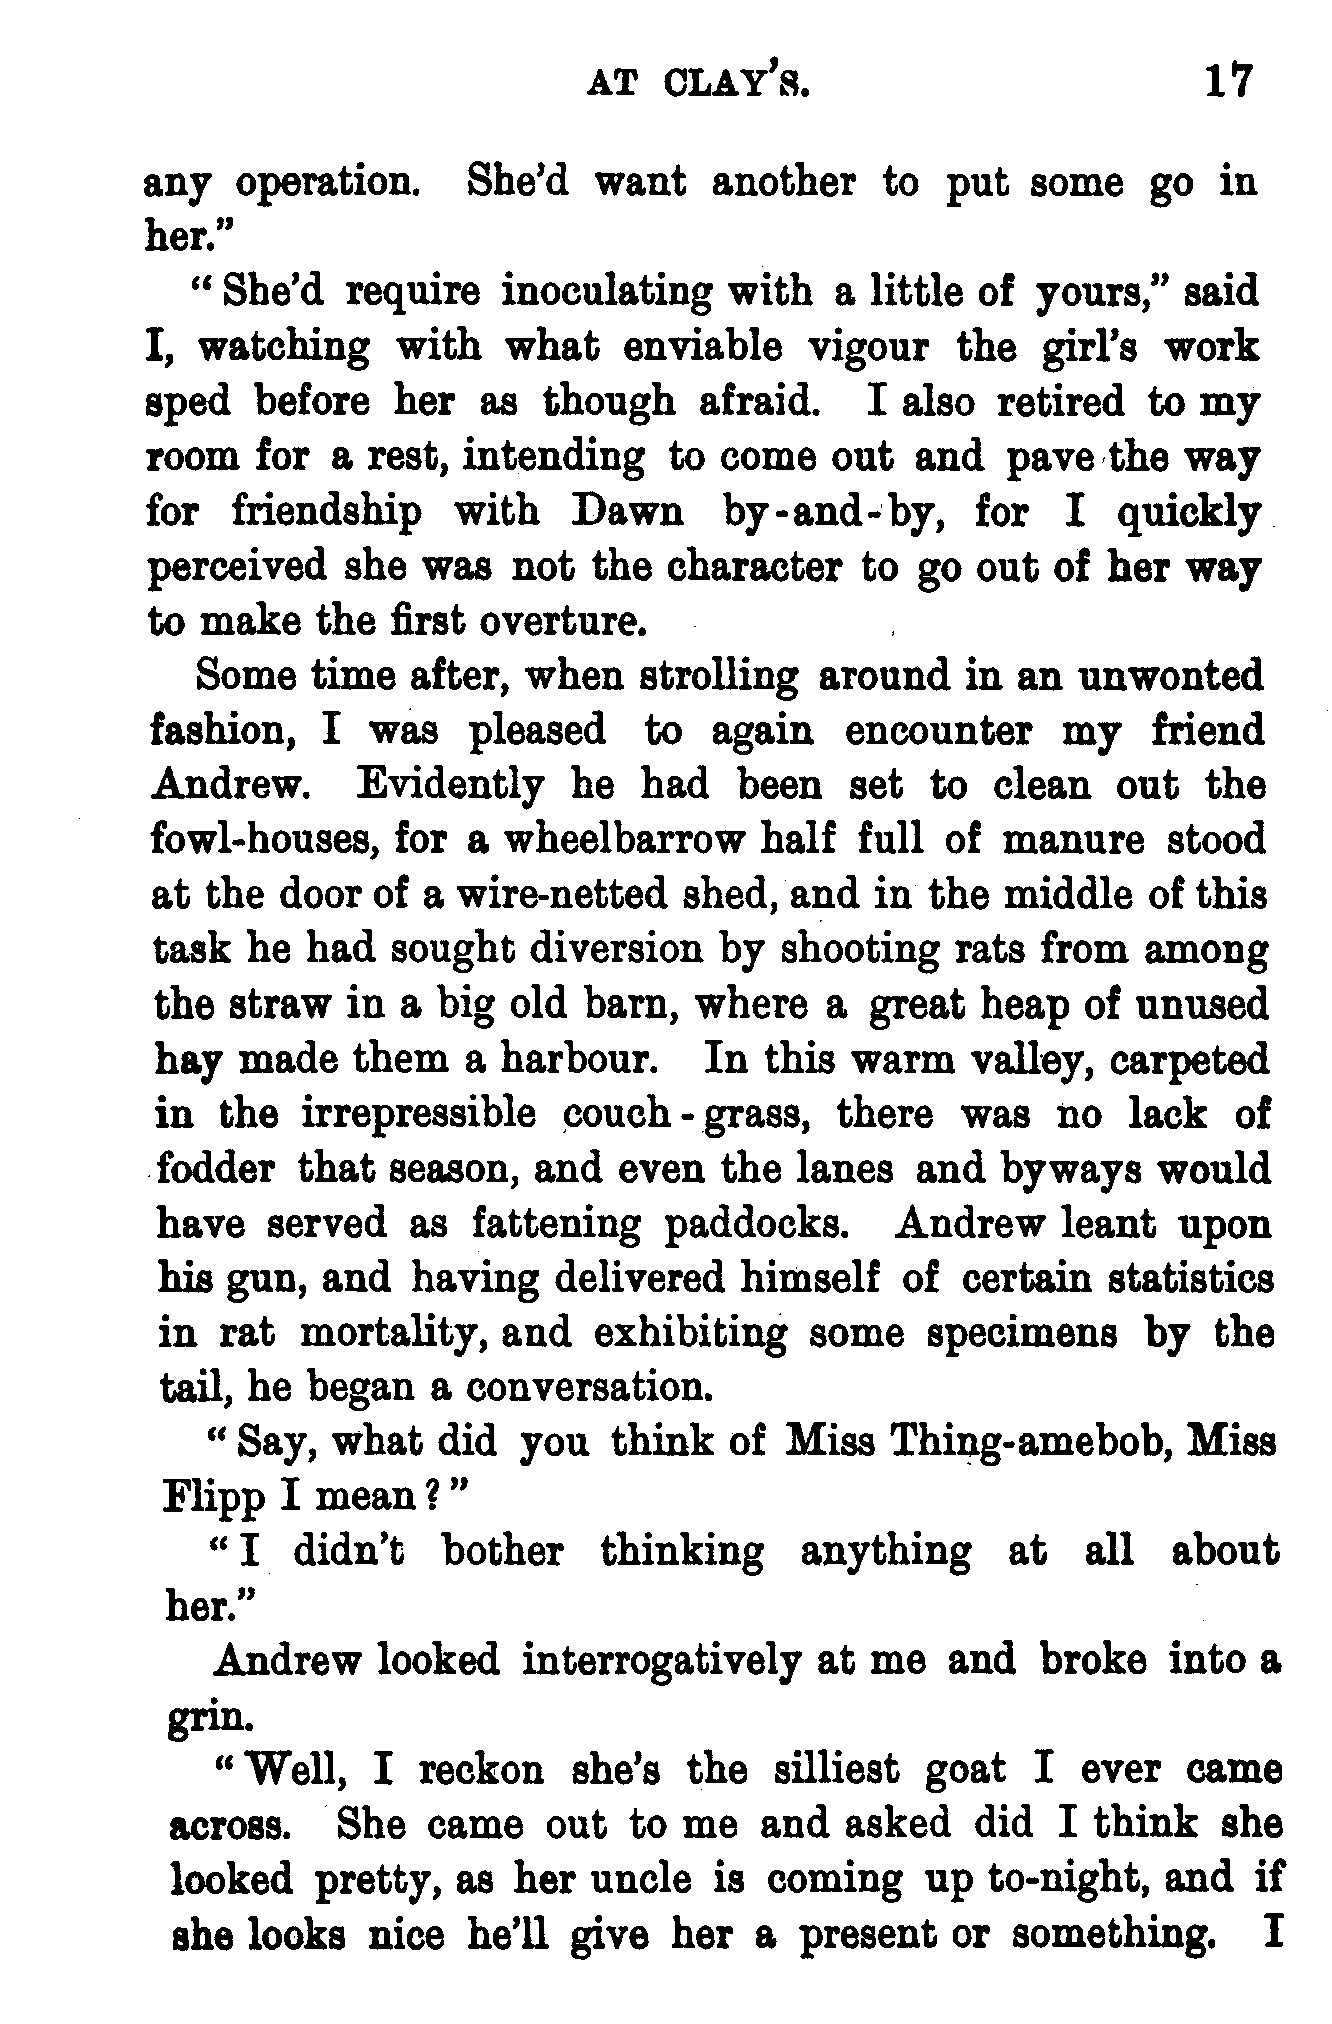 AT CLAY'S. 17
any operation. She'd want another to put some go in
her."
"She'd require inoculating with a little of yours," said
I, watching with what enviable vigour the girl's work
sped before her as though afraid. I also retired to my
room for a rest, intending to come out and pave the way
for friendship with Dawn by-and-by, for I quickly
perceived she was not the character to go out of her way
to make the first overture.
Some time after, when strolling around in an unwonted
fashion, I was pleased to again encounter my friend
Andrew. Evidently he had been set to clean out the
fowl-houses, for a wheelbarrow half full of manure stood
at the door of a wire-netted shed, and in the middle of this
task he had sought diversion by shooting rats from among
the straw in a big old barn, where a great heap of unused
hay made them a harbour. In this warm valley, carpeted
in the irrepressible couch-grass, there was no lack of
fodder that season, and even the lanes and byways would
have served as fattening paddocks. Andrew leant upon
his gun, and having delivered himself of certain statistics
in rat mortality, and exhibiting some specimens by the
tail, he began a conversation.
"Say, what did you think of Miss Thing-amebob, Miss
Flipp I mean?"
"I didn't bother thinking anything at all about
her."
Andrew looked interrogatively at me and broke into a
grin.
"Well, I reckon she's the silliest goat I ever came
across. She came out to me and asked did I think she
looked pretty, as her uncle is coming up to-night, and if
she looks nice he'll give her a present or something. I